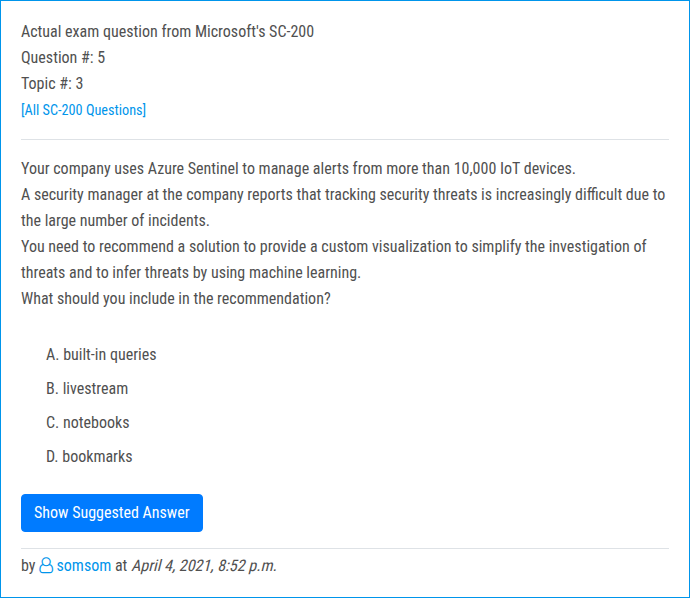 Actual exam question from Microsoft's SC-200
Question #: 5
Topic #: 3
[All SC-200 Questions]
Your company uses Azure Sentinel to manage alerts from more than 10,000 IoT devices.
A security manager at the company reports that tracking security threats is increasingly difficult due to
the large number of incidents.
You need to recommend a solution to provide a custom visualization to simplify the investigation of
threats and to infer threats by using machine learning.
What should you include in the recommendation?
A. built-in queries
B. livestream
C. notebooks
D. bookmarks
Show Suggested Answer
by somsom at April 4, 2021, 8:52 p.m.